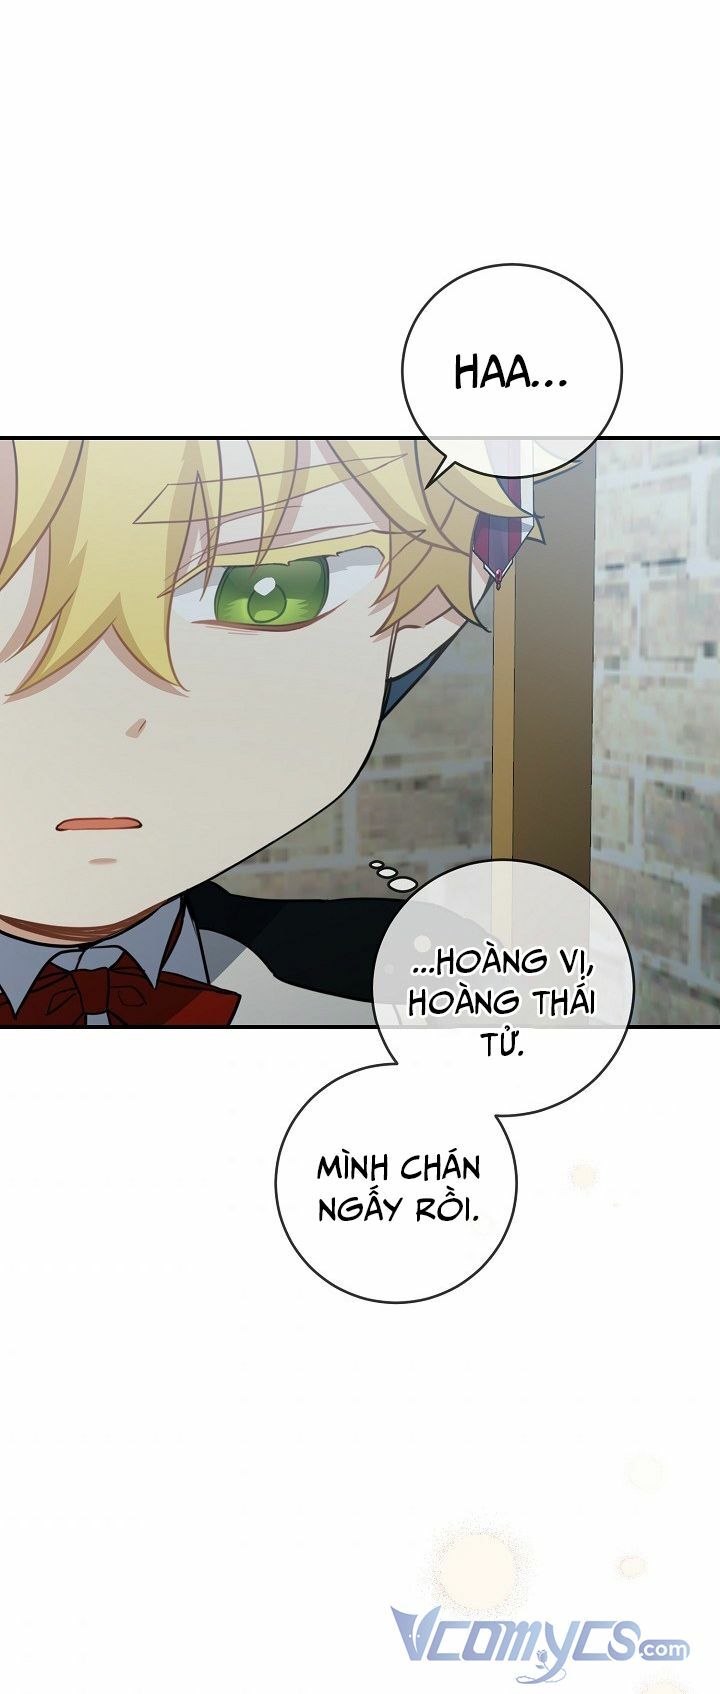 HAA...
...HOÀNG VỊ,
HOÀNG THÁI
TỬ.
MÌNH CHÁN
NGẤY RỒI.
VCOMYCS.com